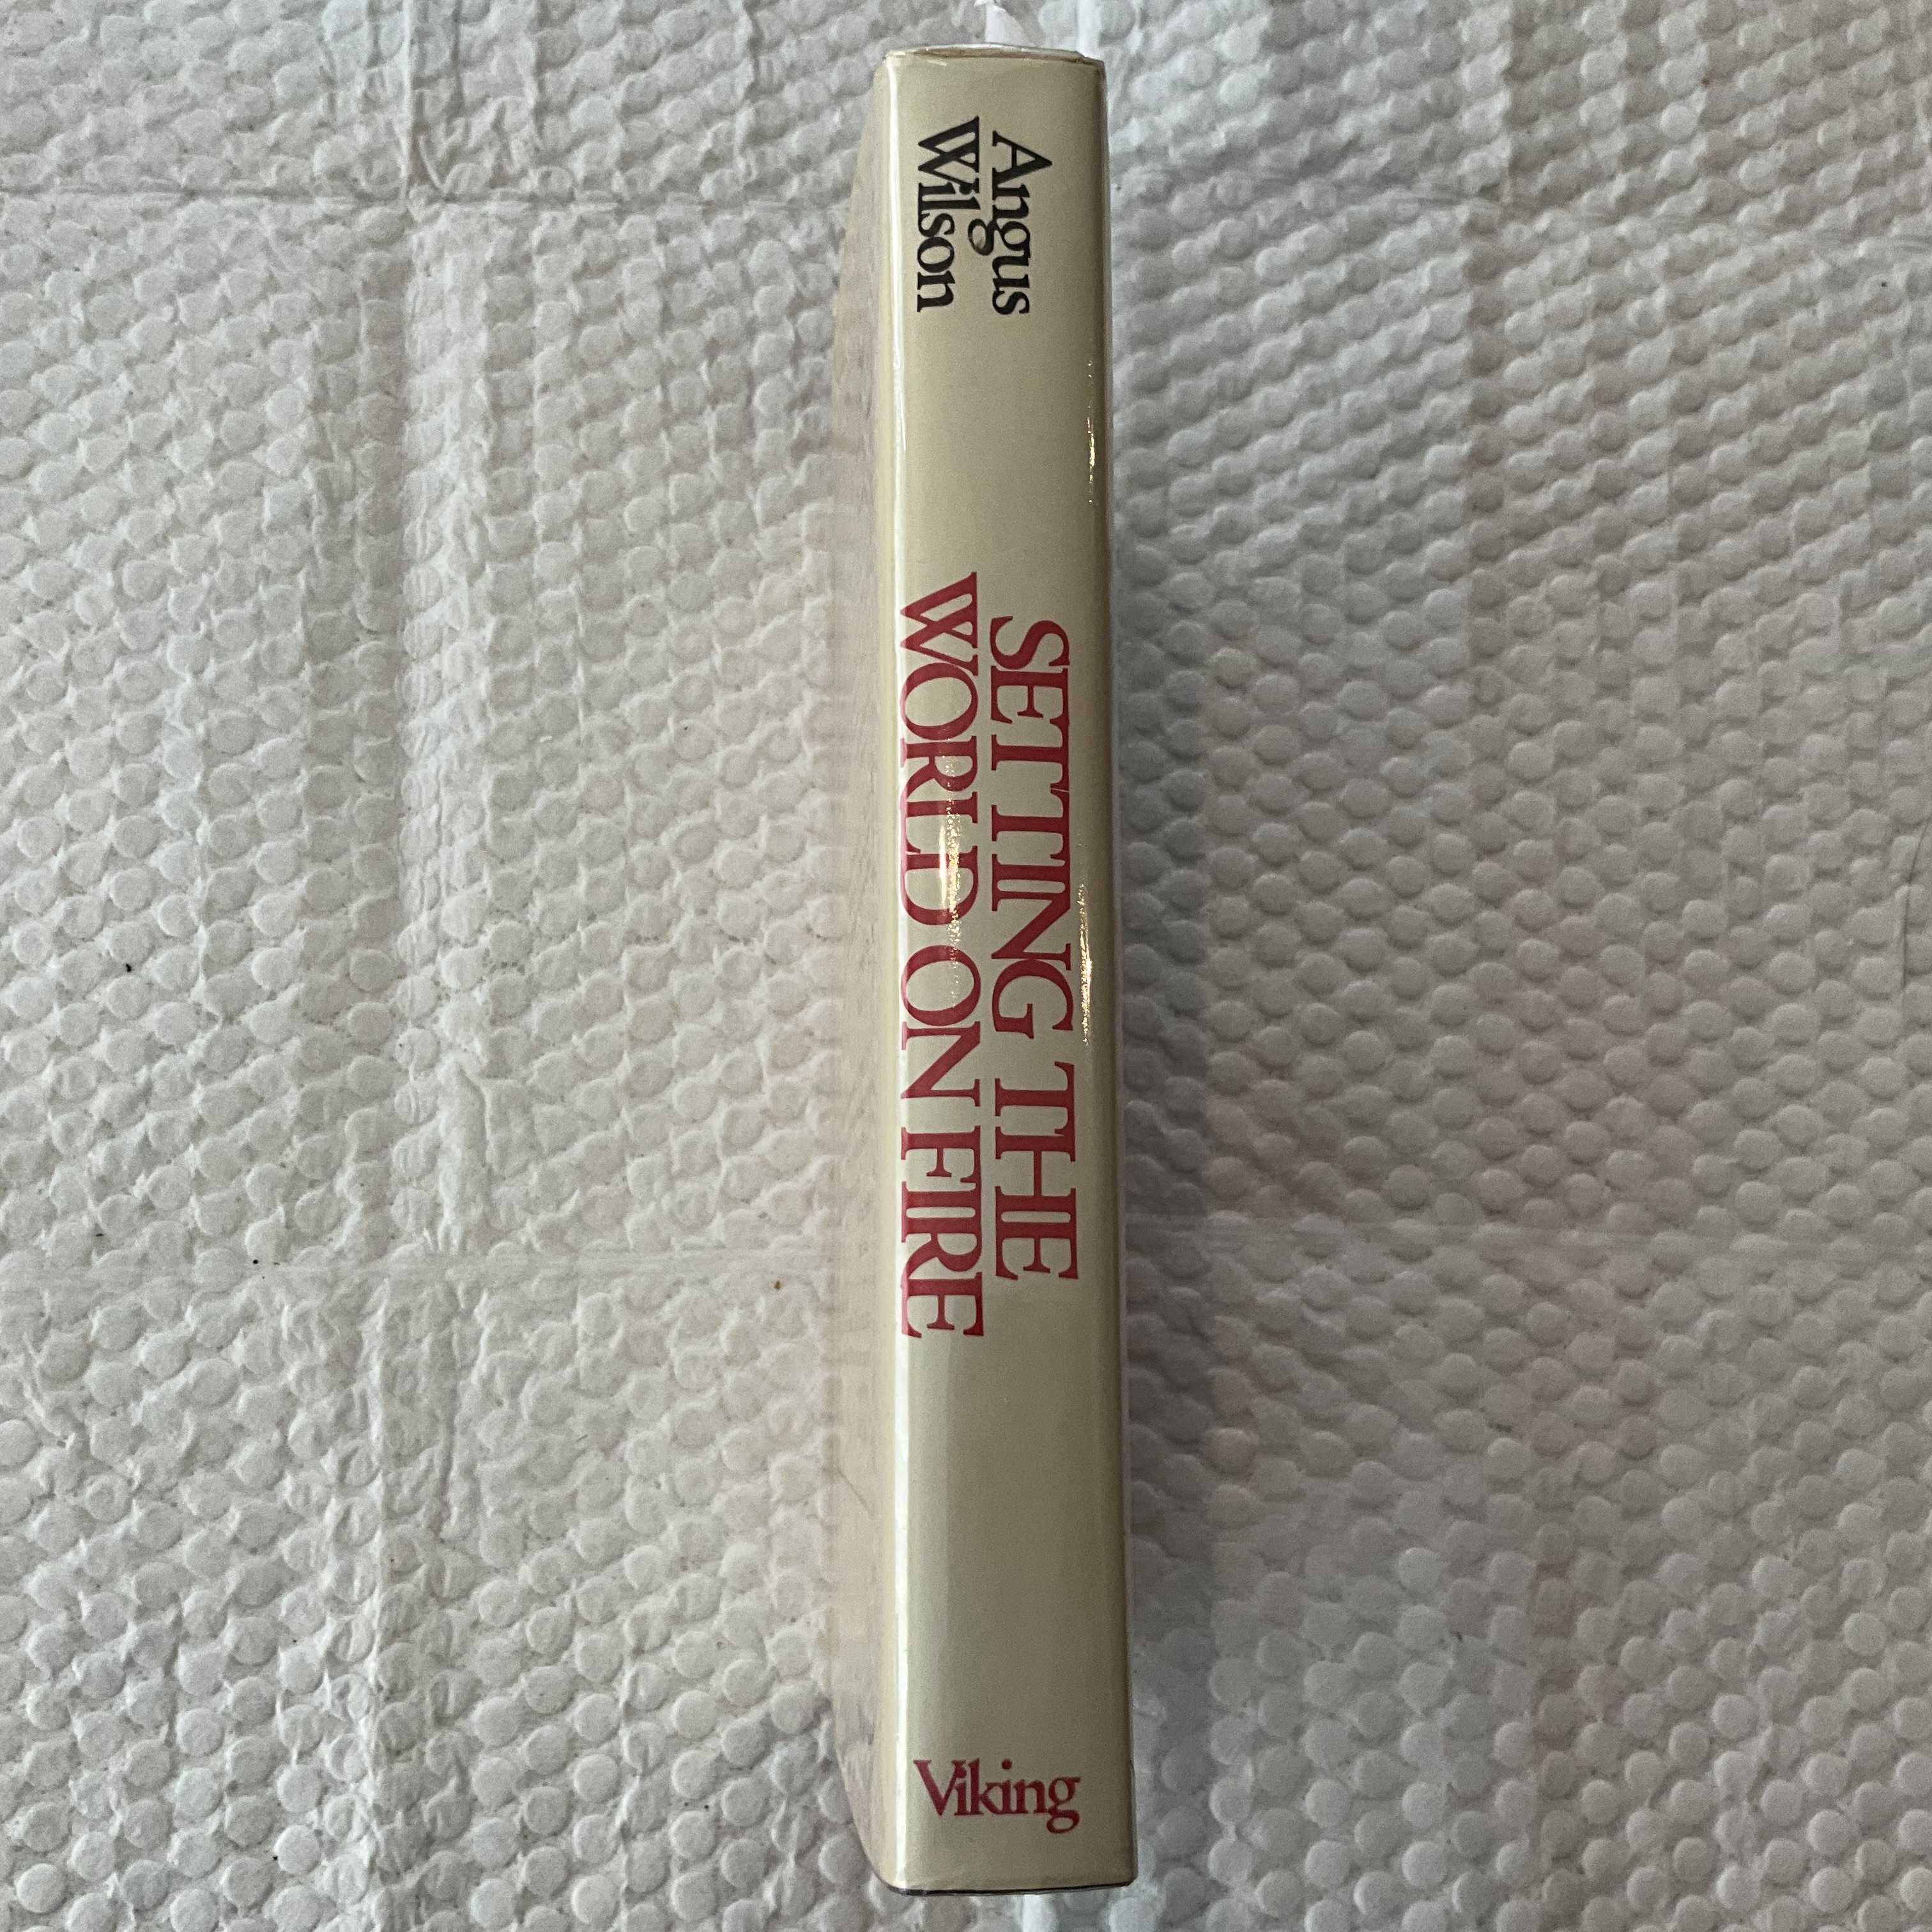 Angus
Wilson
SETTING THE
WORLD ON FIRE
Viking